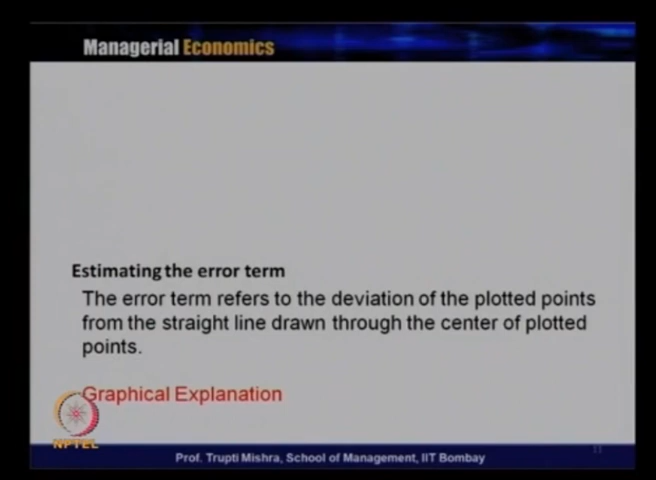 Managerial Economics
Estimating the error term
The error term refers to the deviation of the plotted points
from the straight line drawn through the center of plotted
points.
Graphical Explanation
NPTEL
Prof. Trupti Mishra, School of Management, IIT Bombay
11